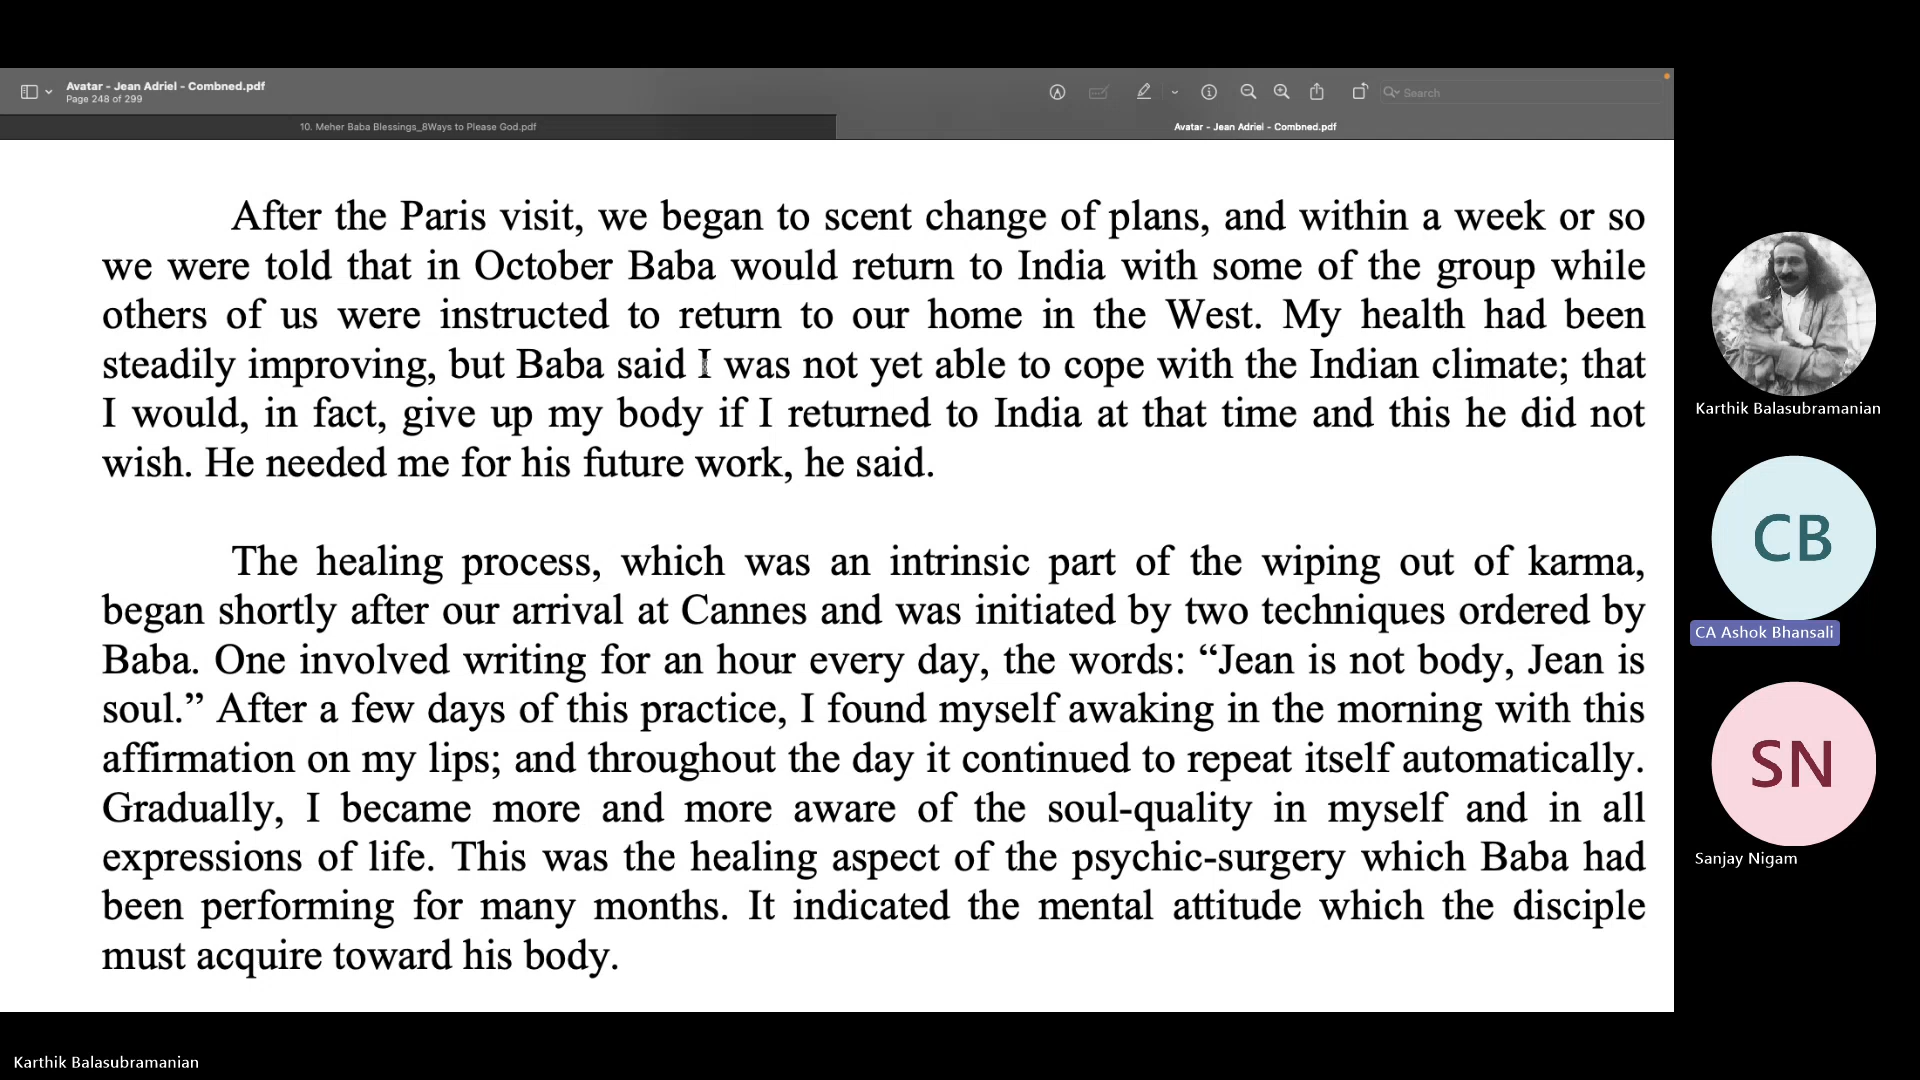 Avatar - Jean Adriel - Combned.pdf
Page 248 of 299
Search
10. Meher Baba Blessings_8Ways to Please God.pdf
Avatar - Jean Adriel - Combned.pdf
After the Paris visit, we began to scent change of plans, and within a week or so
we were told that in October Baba would return to India with some of the group while
others of us were instructed to return to our home in the West. My health had been
steadily improving, but Baba said I was not yet able to cope with the Indian climate; that
I would, in fact, give up my body if I returned to India at that time and this he did not
wish. He needed me for his future work, he said.
The healing process, which was an intrinsic part of the wiping out of karma,
began shortly after our arrival at Cannes and was initiated by two techniques ordered by
Baba. One involved writing for an hour every day, the words: “Jean is not body, Jean is
soul.” After a few days of this practice, I found myself awaking in the morning with this
affirmation on my lips; and throughout the day it continued to repeat itself automatically.
Gradually, I became more and more aware of the soul-quality in myself and in all
expressions of life. This was the healing aspect of the psychic-surgery which Baba had
been performing for many months. It indicated the mental attitude which the disciple
must acquire toward his body.
Karthik Balasubramanian
CB
CA Ashok Bhansali
SN
Sanjay Nigam
Karthik Balasubramanian